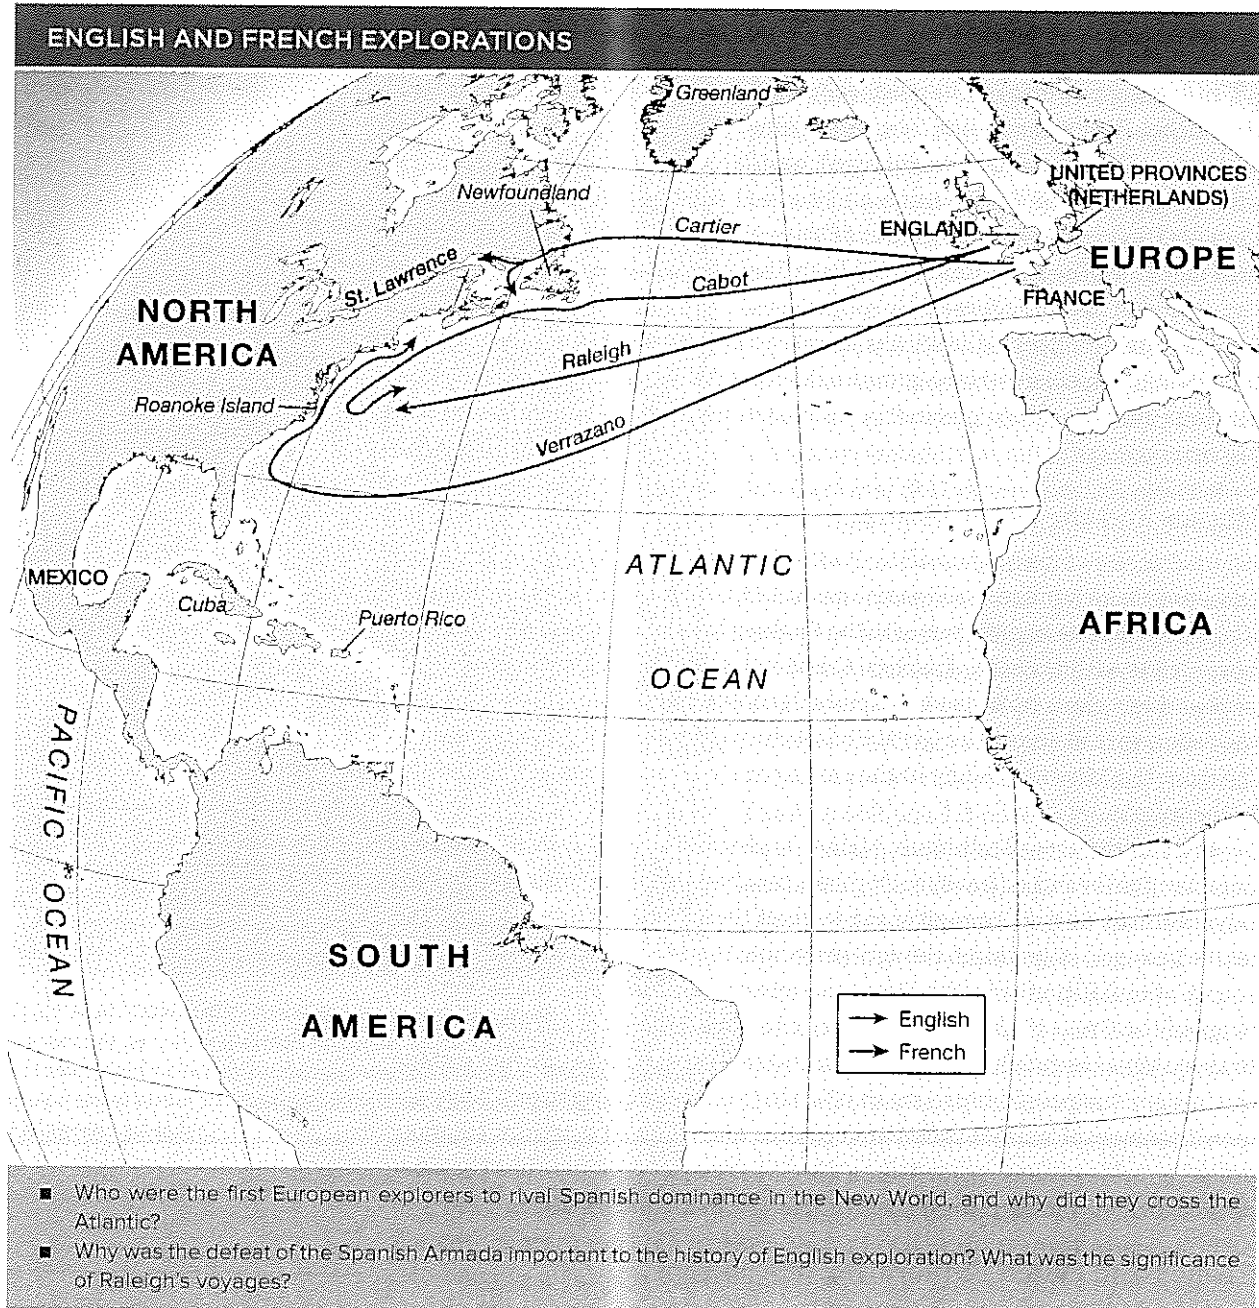 ENGLISH AND FRENCH EXPLORATIONS
Greenland
Newfoundland
UNITED PROVINCES
(NETHERLANDS)
Cartier
ENGLAND
EUROPE
St. Lawrence
Cabot
FRANCE
NORTH
AMERICA
Raleigh
Roanoke Island
Verrazano
ATLANTIC
MEXICO
Cuba
Puerto Rico
AFRICA
OCEAN
PACIFIC OCEAN
SOUTH
AMERICA
English
French
■ Who were the first European explorers to rival Spanish dominance in the New World, and why did they cross the
Atlantic?
■ Why was the defeat of the Spanish Armada important to the history of English exploration? What was the significance
of Raleigh's voyages?